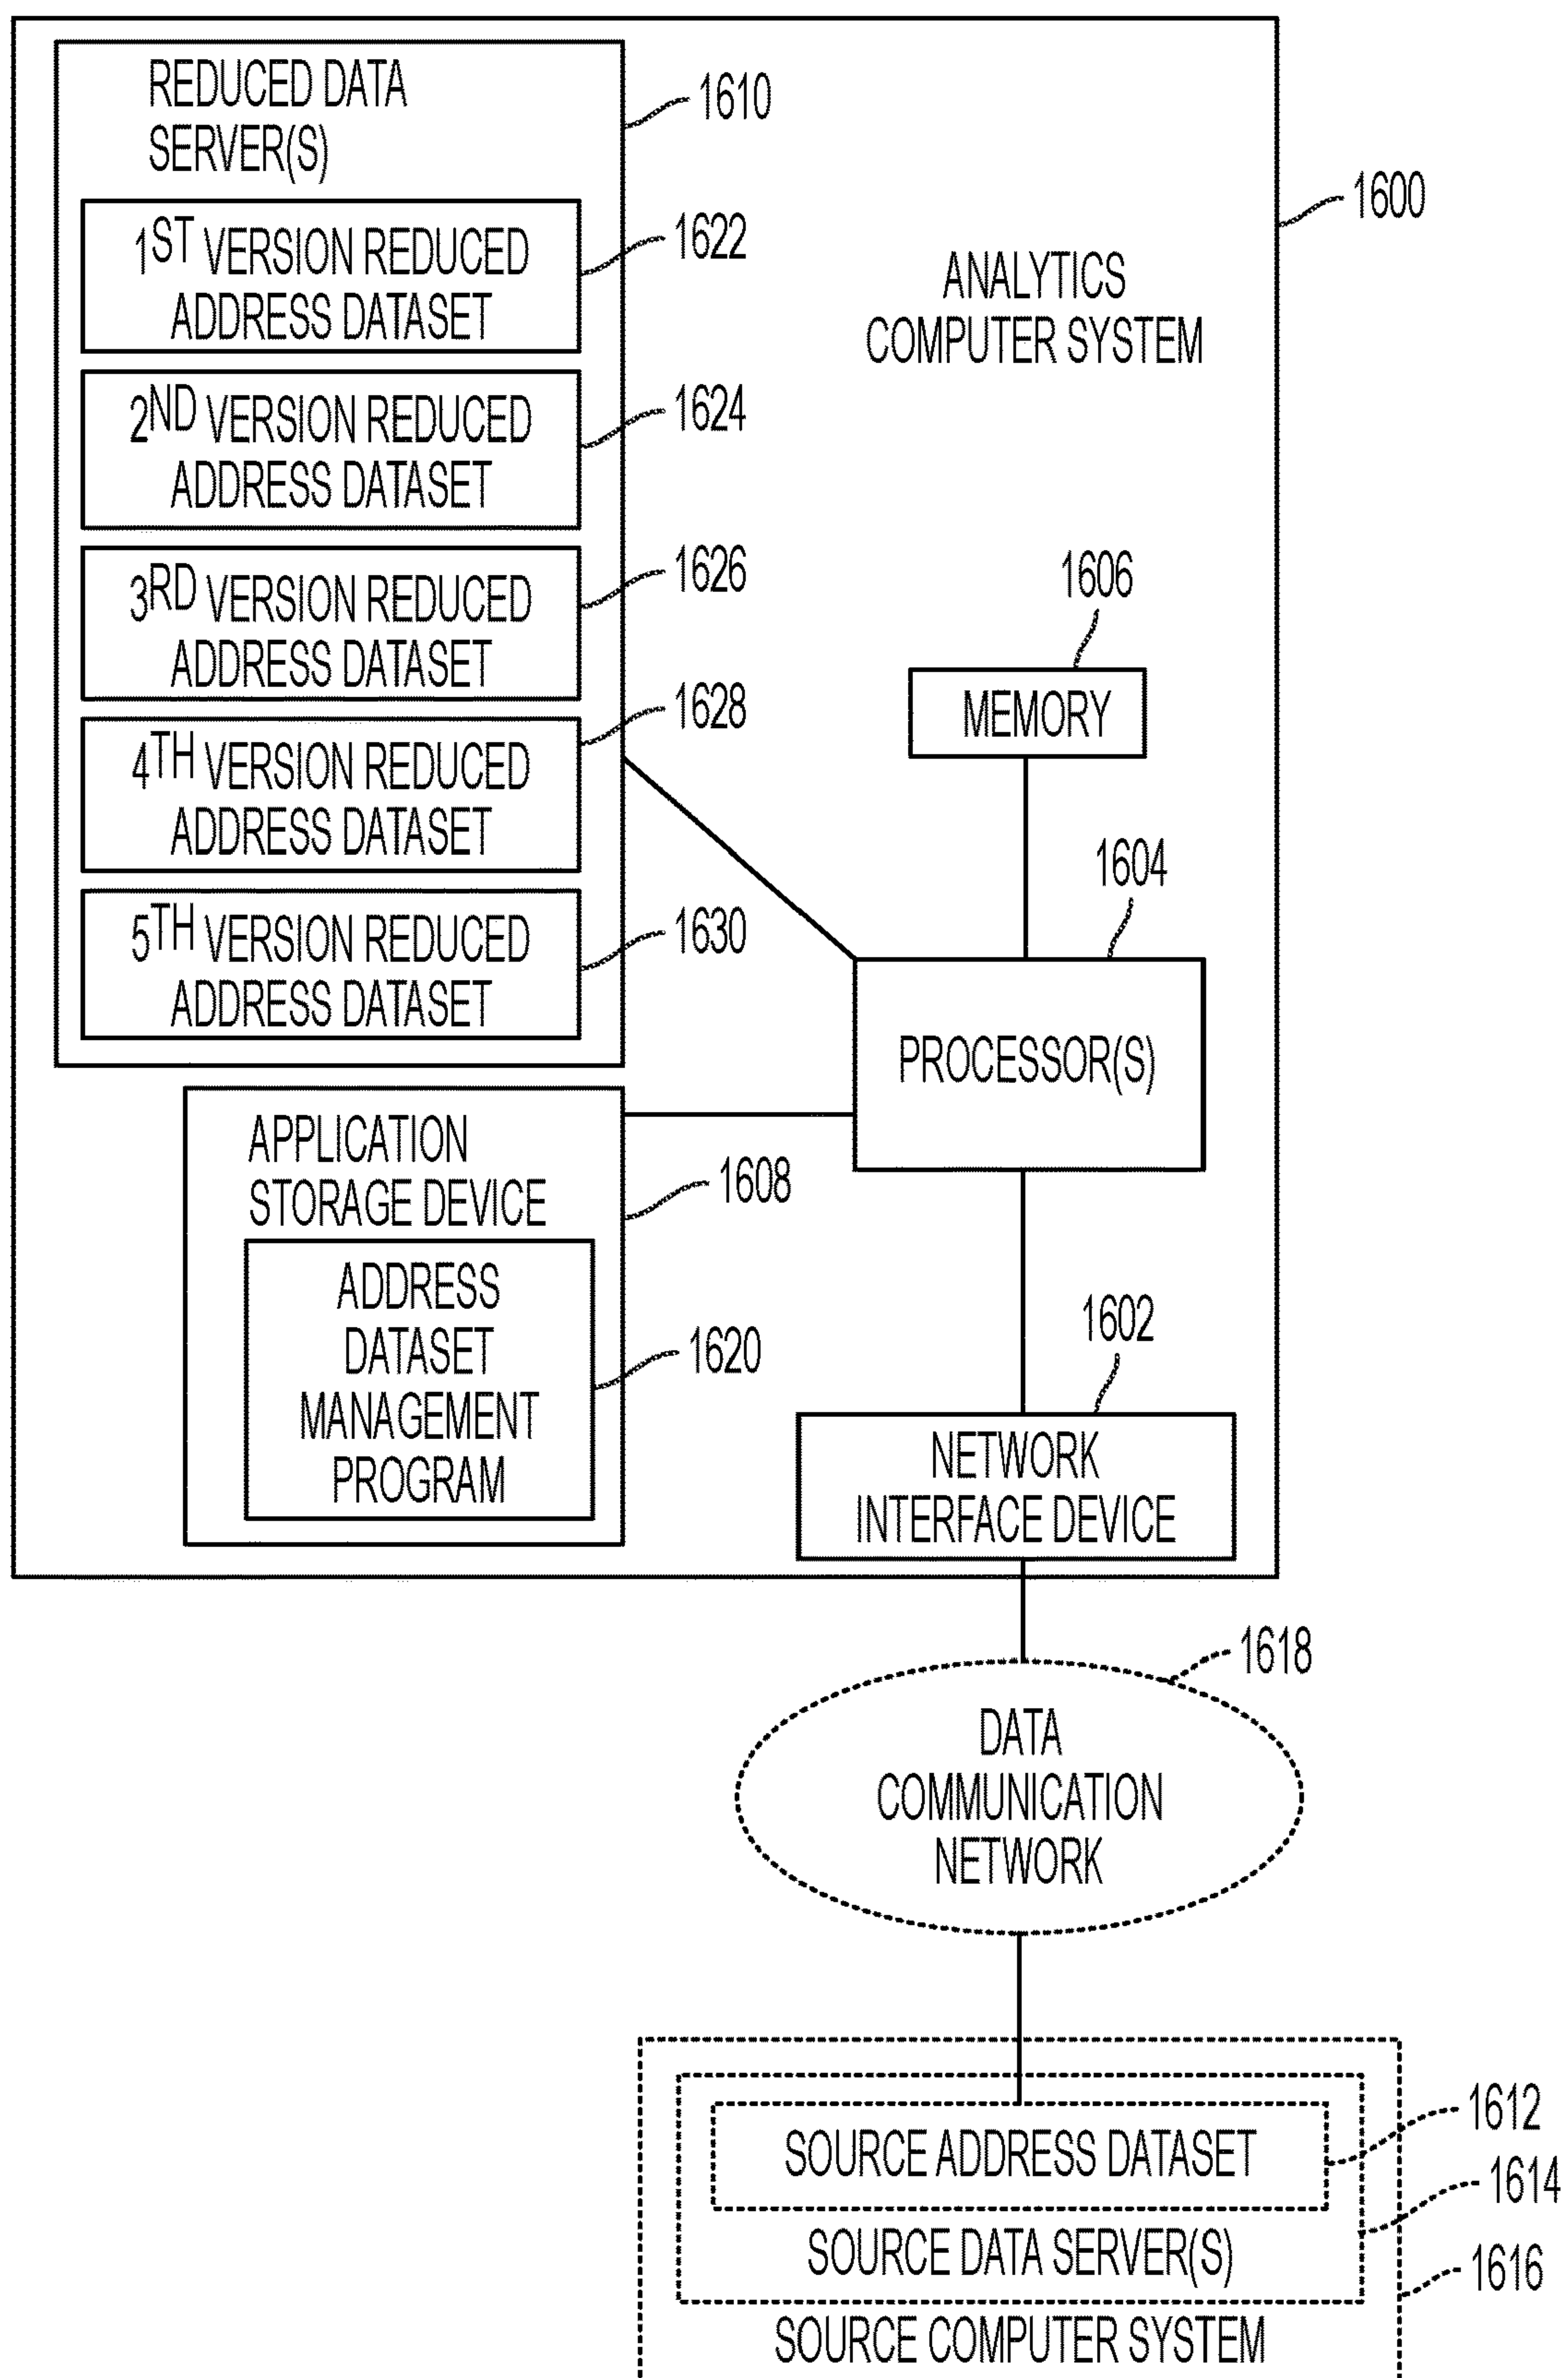 REDUCED DATA
SERVER(S)
1610
1600
1ST VERSION REDUCED
ADDRESS DATASET
1622
ANALYTICS
COMPUTER SYSTEM
2ND VERSION REDUCED
ADDRESS DATASET
1624
3RD VERSION REDUCED
ADDRESS DATASET
1626
1606
MEMORY
4TH VERSION REDUCED
ADDRESS DATASET
1628
5TH VERSION REDUCED
ADDRESS DATASET
1630
1604
PROCESSOR(S)
APPLICATION
STORAGE DEVICE
1608
ADDRESS
DATASET
MANAGEMENT
PROGRAM
1620
1602
NETWORK
INTERFACE DEVICE
1618
DATA
COMMUNICATION
NETWORK
SOURCE ADDRESS DATASET
1612
SOURCE DATA SERVER(S)
1614
SOURCE COMPUTER SYSTEM
1616